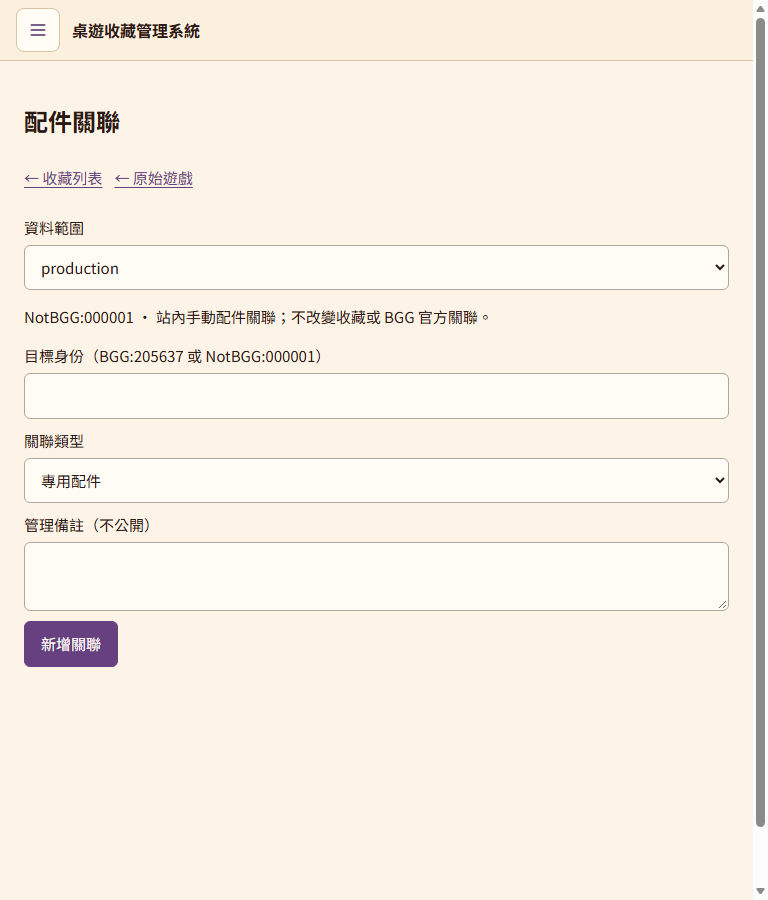 桌遊收藏管理系統
配件關聯
← 收藏列表 ← 原始遊戲
資料範圍
production
NotBGG:000001 · 站內手動配件關聯；不改變收藏或 BGG 官方關聯。
目標身份（BGG:205637 或 NotBGG:000001）
關聯類型
專用配件
管理備註（不公開）
新增關聯